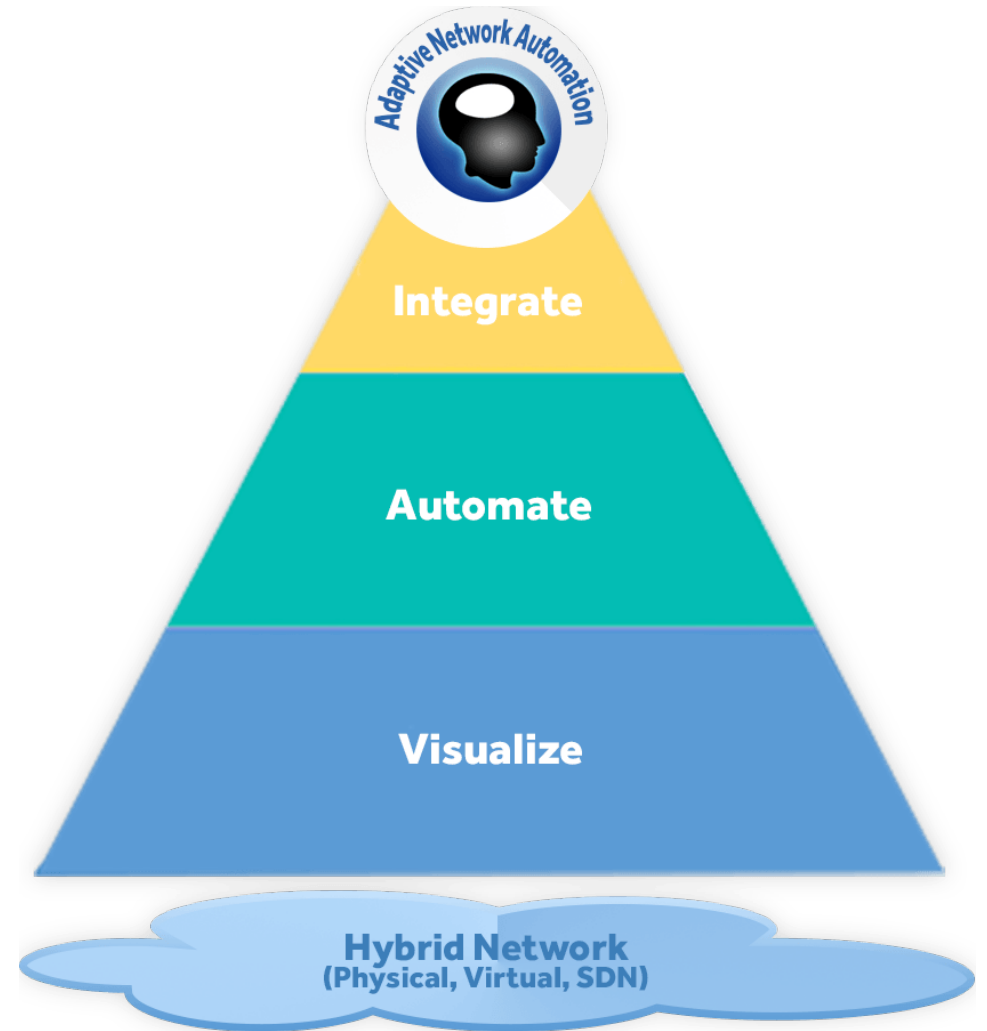 Adaptive Network Automation
Integrate
Automate
Visualize
Hybrid Network
(Physical, Virtual, SDN)